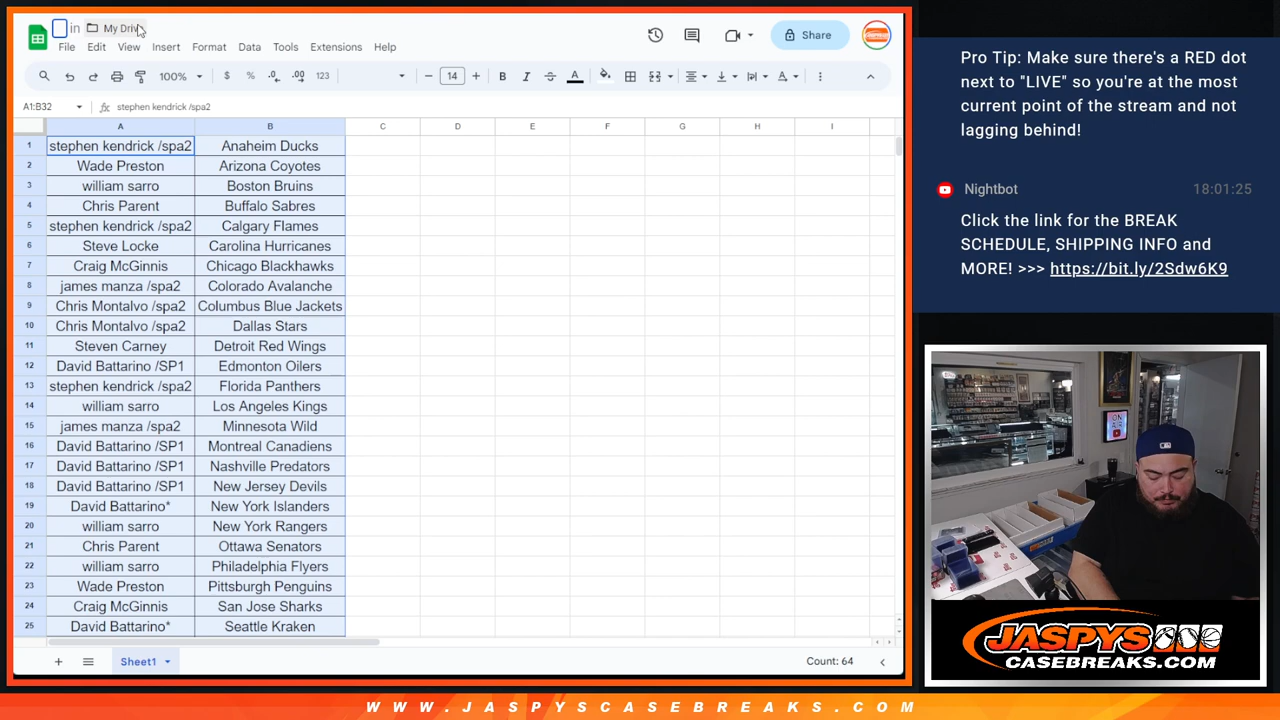 in My Driv
File Edit View Insert Format Data Tools Extensions Help
Share
100% $ % .0 .00 123 14 B I S A
A1:B32 fx stephen kendrick /spa2
A B C D E F G H I
1 stephen kendrick /spa2 Anaheim Ducks
2 Wade Preston Arizona Coyotes
3 william sarro Boston Bruins
4 Chris Parent Buffalo Sabres
5 stephen kendrick /spa2 Calgary Flames
6 Steve Locke Carolina Hurricanes
7 Craig McGinnis Chicago Blackhawks
8 james manza /spa2 Colorado Avalanche
9 Chris Montalvo /spa2 Columbus Blue Jackets
10 Chris Montalvo /spa2 Dallas Stars
11 Steven Carney Detroit Red Wings
12 David Battarino /SP1 Edmonton Oilers
13 stephen kendrick /spa2 Florida Panthers
14 william sarro Los Angeles Kings
15 james manza /spa2 Minnesota Wild
16 David Battarino /SP1 Montreal Canadiens
17 David Battarino /SP1 Nashville Predators
18 David Battarino /SP1 New Jersey Devils
19 David Battarino* New York Islanders
20 william sarro New York Rangers
21 Chris Parent Ottawa Senators
22 william sarro Philadelphia Flyers
23 Wade Preston Pittsburgh Penguins
24 Craig McGinnis San Jose Sharks
25 David Battarino* Seattle Kraken
Sheet1 Count: 64
Pro Tip: Make sure there's a RED dot
next to "LIVE" so you're at the most
current point of the stream and not
lagging behind!
Nightbot 18:01:25
Click the link for the BREAK
SCHEDULE, SHIPPING INFO and
MORE! >>> https://bit.ly/2Sdw6K9
ON
AIR
JASPYS
CASEBREAKS.COM
WWW.JASPYSCASEBREAKS.COM